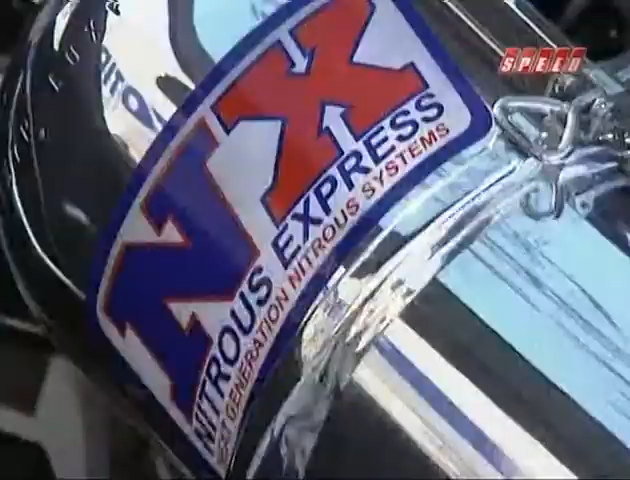 SPEED
NX
NITROUS EXPRESS
NEXT GENERATION NITROUS SYSTEMS